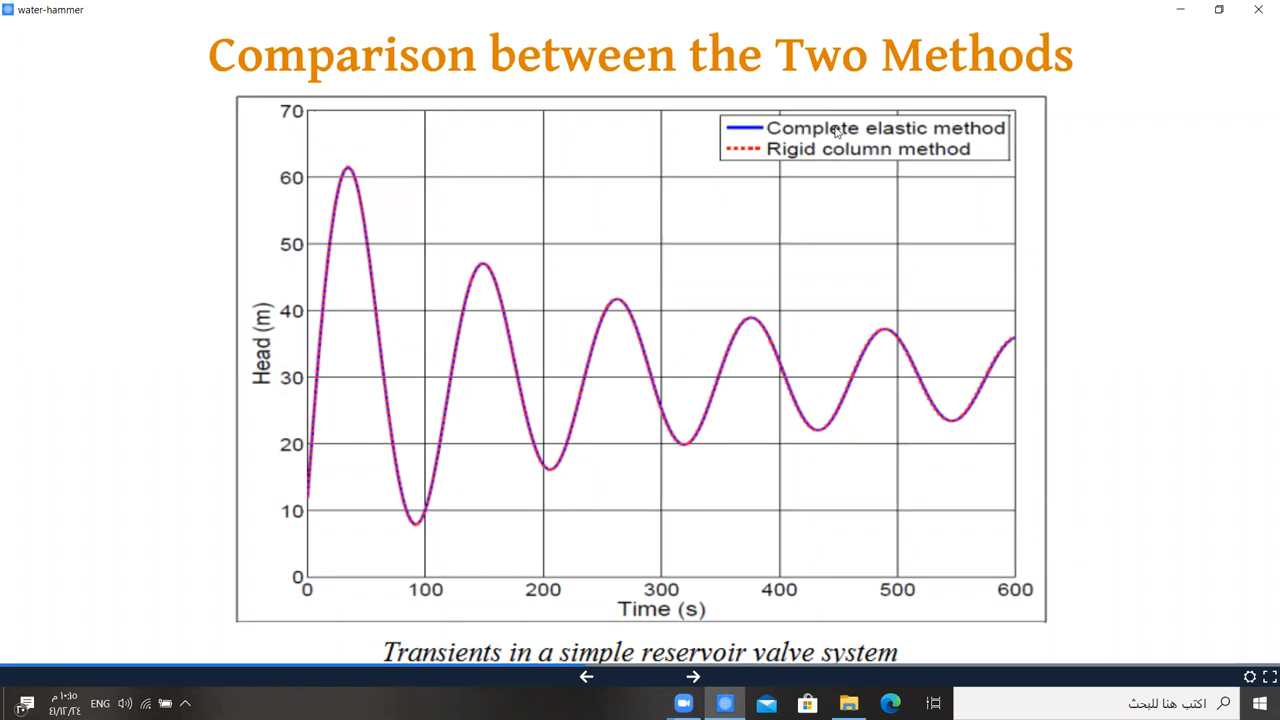 water-hammer
Comparison between the Two Methods
70
60
50
40
30
20
10
0
Head (m)
Complete elastic method
Rigid column method
0 100 200 300 400 500 600
Time (s)
Transients in a simple reservoir valve system
ENG
١٠:١٥ م
اكتب هنا للبحث